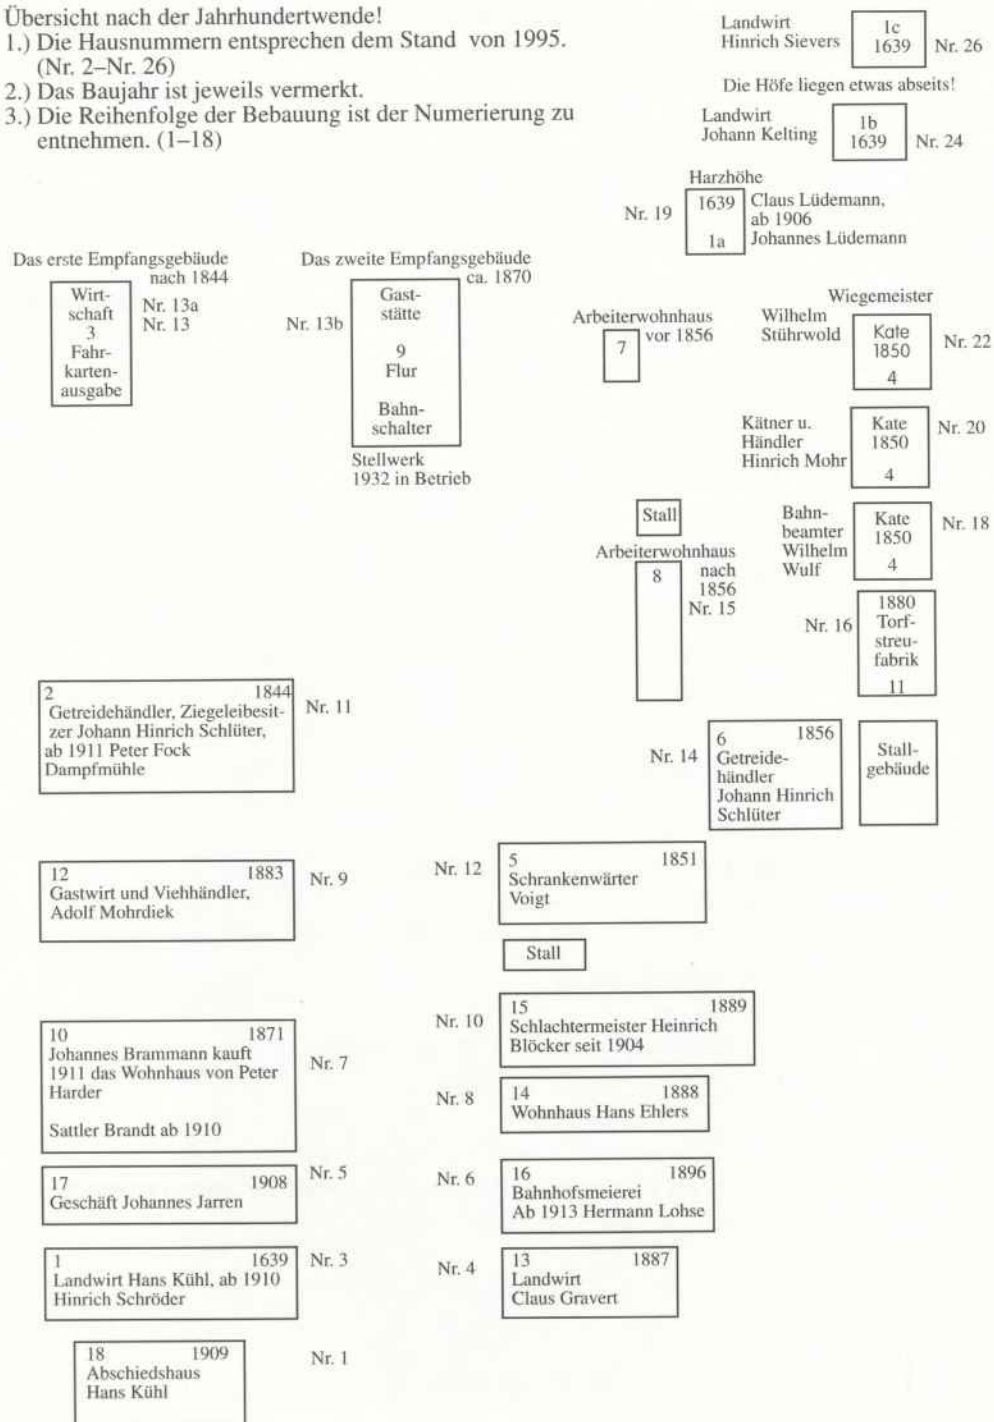 Übersicht nach der Jahrhundertwende!
1.) Die Hausnummern entsprechen dem Stand von 1995.
(Nr. 2–Nr. 26)
2.) Das Baujahr ist jeweils vermerkt.
3.) Die Reihenfolge der Bebauung ist der Numerierung zu
entnehmen. (1–18)
Landwirt
Hinrich Sievers
1c
1639
Nr. 26
Die Höfe liegen etwas abseits!
Landwirt
Johann Kelting
1b
1639
Nr. 24
Harzhöhe
Nr. 19
1639
1a
Claus Lüdemann,
ab 1906
Johannes Lüdemann
Das erste Empfangsgebäude
nach 1844
Wirt-
schaft
3
Fahr-
karten-
ausgabe
Nr. 13a
Nr. 13
Das zweite Empfangsgebäude
ca. 1870
Nr. 13b
Gast-
stätte
9
Flur
Bahn-
schalter
Stellwerk
1932 in Betrieb
Arbeiterwohnhaus
vor 1856
7
Wiegemeister
Wilhelm
Stührwold
Kate
1850
4
Nr. 22
Kätner u.
Händler
Hinrich Mohr
Kate
1850
4
Nr. 20
Stall
Arbeiterwohnhaus
nach
1856
Nr. 15
8
Bahn-
beamter
Wilhelm
Wulf
Kate
1850
4
Nr. 18
Nr. 16
1880
Torf-
streu-
fabrik
11
2 1844
Getreidehändler, Ziegeleibesit-
zer Johann Hinrich Schlüter,
ab 1911 Peter Fock
Dampfmühle
Nr. 11
Nr. 14
6 1856
Getreide-
händler
Johann Hinrich
Schlüter
Stall-
gebäude
12 1883
Gastwirt und Viehhändler,
Adolf Mohrdiek
Nr. 9
Nr. 12
5 1851
Schrankenwärter
Voigt
Stall
10 1871
Johannes Brammann kauft
1911 das Wohnhaus von Peter
Harder
Sattler Brandt ab 1910
Nr. 7
Nr. 10
15 1889
Schlachtermeister Heinrich
Blöcker seit 1904
Nr. 8
14 1888
Wohnhaus Hans Ehlers
17 1908
Geschäft Johannes Jarren
Nr. 5
Nr. 6
16 1896
Bahnhofsmeierei
Ab 1913 Hermann Lohse
1 1639
Landwirt Hans Kühl, ab 1910
Hinrich Schröder
Nr. 3
Nr. 4
13 1887
Landwirt
Claus Gravert
18 1909
Abschiedshaus
Hans Kühl
Nr. 1